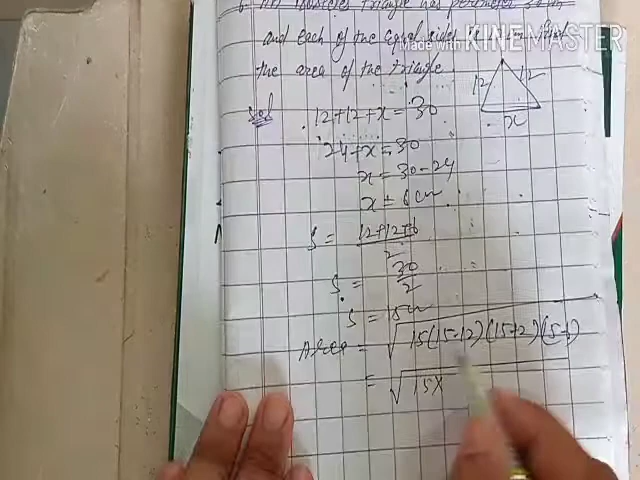 6. An isosceles triangle has perimeter 30 cm
and each of the equal sides is 12 cm. Find
the area of the triangle.
Made with KINEMASTER
12 12
x
Sol
12+12+x = 30
24+x = 30
x = 30-24
x = 6 cm
S = 12+12+6
2
S = 30
2
S = 15 cm
Area = √15(15-12)(15-12)(15-6)
= √15×